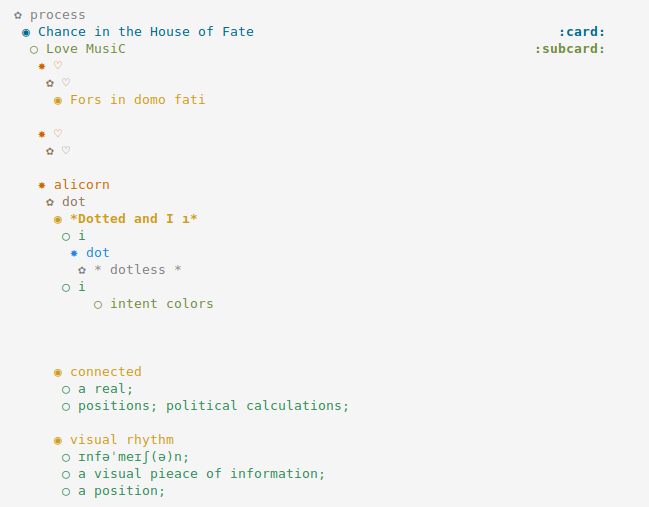 ✿ process
◉ Chance in the House of Fate :card:
○ Love MusiC :subcard:
✸ ♡
✿ ♡
◉ Fors in domo fati
✸ ♡
✿ ♡
✸ alicorn
✿ dot
◉ *Dotted and I ı*
○ i
✸ dot
✿ * dotless *
○ i
○ intent colors
◉ connected
○ a real;
○ positions; political calculations;
◉ visual rhythm
○ ɪnfəˈmeɪʃ(ə)n;
○ a visual pieace of information;
○ a position;